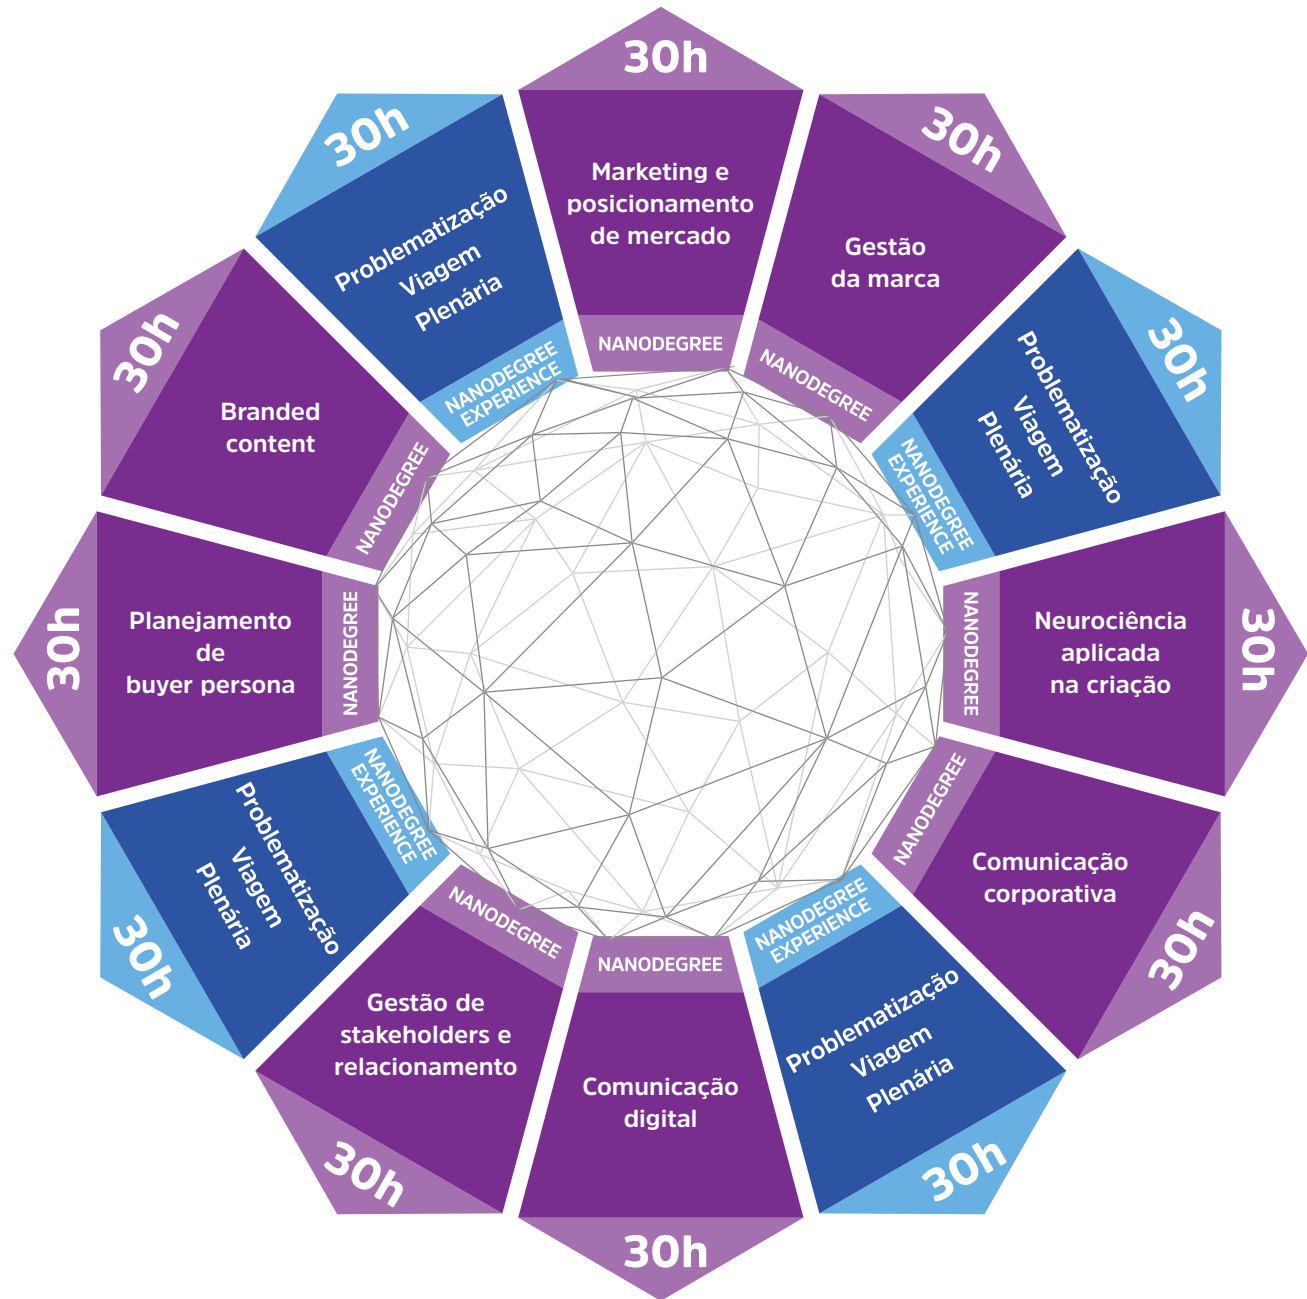 30h
Marketing e
posicionamento
de mercado
NANODEGREE
30h
Gestão
da marca
NANODEGREE
30h
Problematização
Viagem
Plenária
NANODEGREE
EXPERIENCE
30h
Neurociência
aplicada
na criação
NANODEGREE
30h
Comunicação
corporativa
NANODEGREE
30h
Problematização
Viagem
Plenária
NANODEGREE
EXPERIENCE
30h
Comunicação
digital
NANODEGREE
30h
Gestão de
stakeholders e
relacionamento
NANODEGREE
30h
Problematização
Viagem
Plenária
NANODEGREE
EXPERIENCE
30h
Planejamento
de
buyer persona
NANODEGREE
30h
Branded
content
NANODEGREE
30h
Problematização
Viagem
Plenária
NANODEGREE
EXPERIENCE